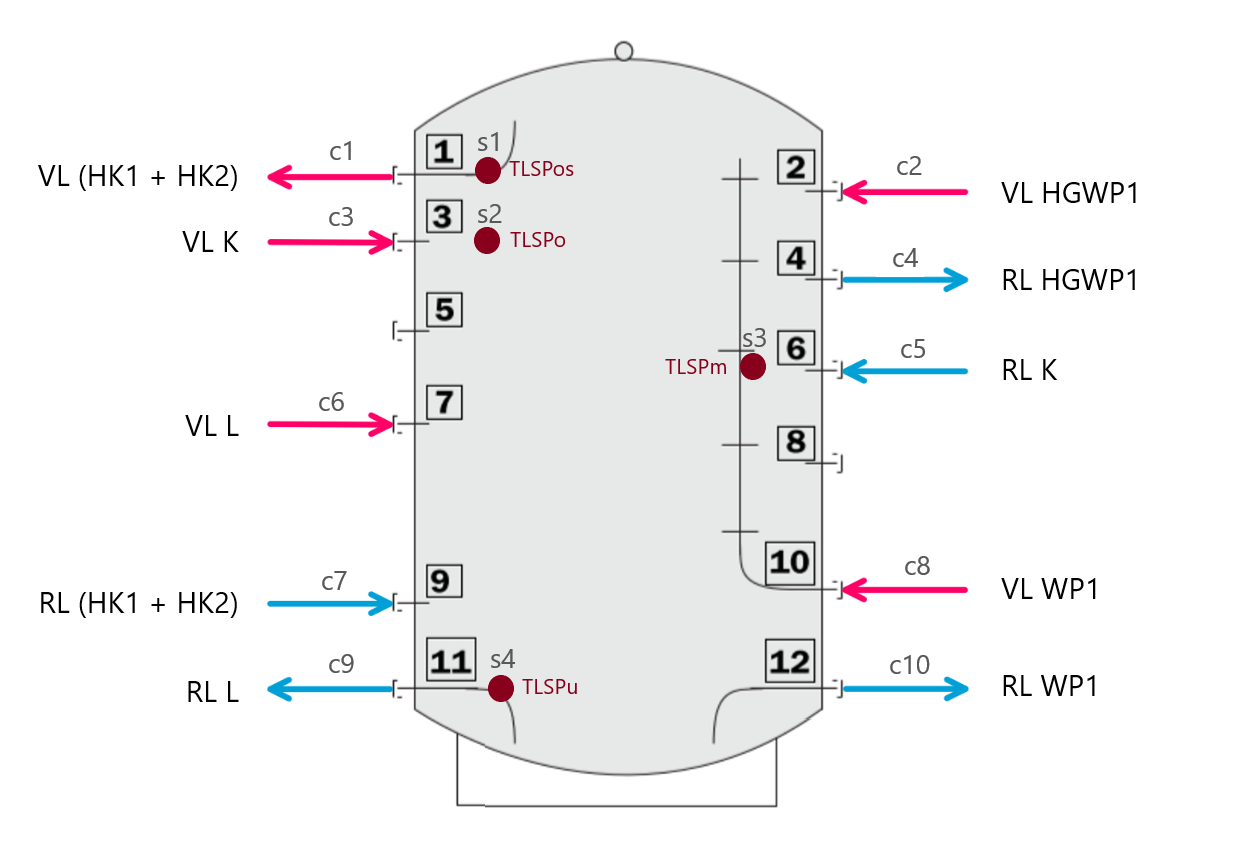 c1
1
s1
TLSPos
VL (HK1 + HK2)
2
c2
VL HGWP1
c3
3
s2
TLSPo
VL K
4
c4
RL HGWP1
5
s3
TLSPm
6
c5
RL K
c6
7
VL L
8
c7
9
RL (HK1 + HK2)
10
c8
VL WP1
c9
11
s4
TLSPu
RL L
12
c10
RL WP1